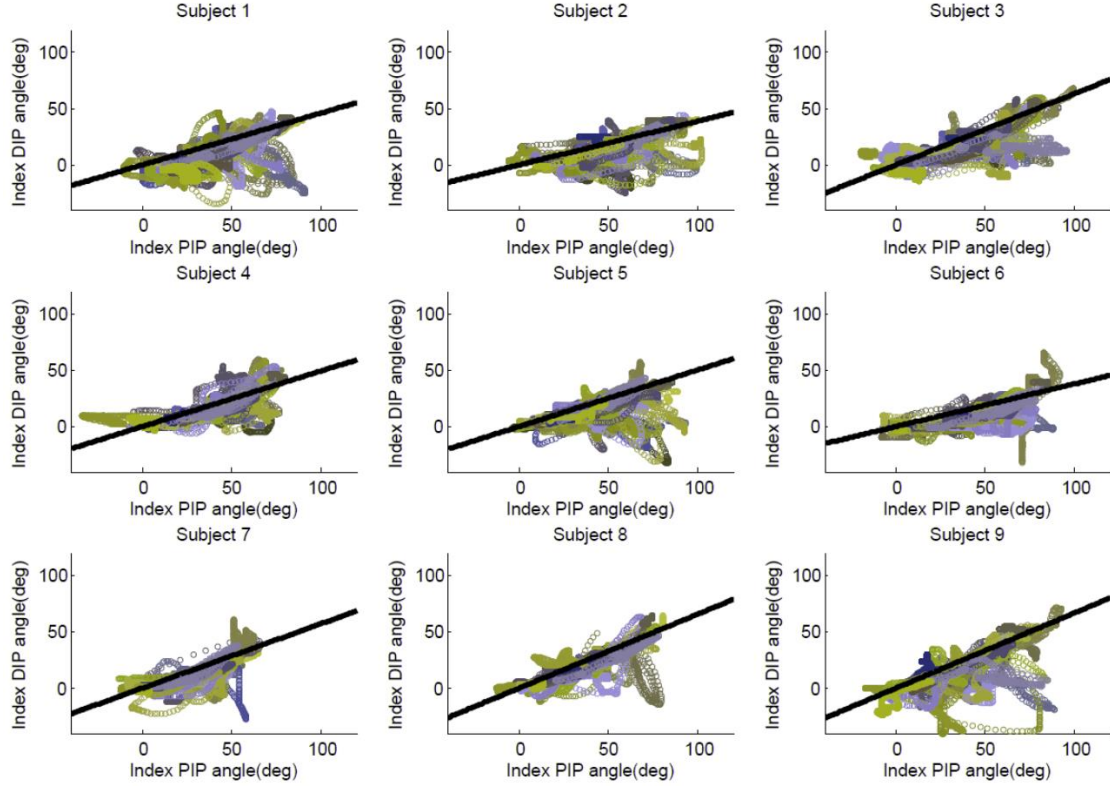 Subject 1
Subject 2
Subject 3
100
50
0
Index DIP angle(deg)
0
50
100
Index PIP angle(deg)
100
50
0
Index DIP angle(deg)
0
50
100
Index PIP angle(deg)
100
50
0
Index DIP angle(deg)
0
50
100
Index PIP angle(deg)
Subject 4
Subject 5
Subject 6
100
50
0
Index DIP angle(deg)
0
50
100
Index PIP angle(deg)
100
50
0
Index DIP angle(deg)
0
50
100
Index PIP angle(deg)
100
50
0
Index DIP angle(deg)
0
50
100
Index PIP angle(deg)
Subject 7
Subject 8
Subject 9
100
50
0
Index DIP angle(deg)
0
50
100
Index PIP angle(deg)
100
50
0
Index DIP angle(deg)
0
50
100
Index PIP angle(deg)
100
50
0
Index DIP angle(deg)
0
50
100
Index PIP angle(deg)